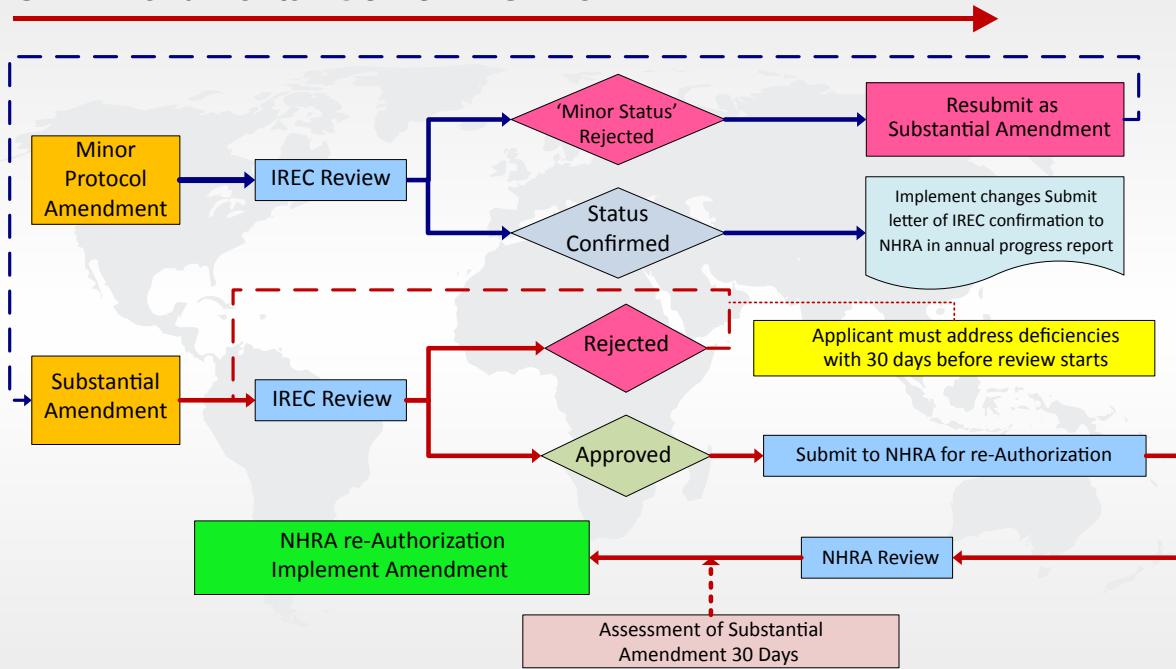 'Minor Status'
Rejected
Resubmit as
Substantial Amendment
Minor
Protocol
Amendment
IREC Review
Status
Confirmed
Implement changes Submit
letter of IREC confirmation to
NHRA in annual progress report
Rejected
Applicant must address deficiencies
with 30 days before review starts
Substantial
Amendment
IREC Review
Approved
Submit to NHRA for re-Authorization
NHRA re-Authorization
Implement Amendment
NHRA Review
Assessment of Substantial
Amendment 30 Days